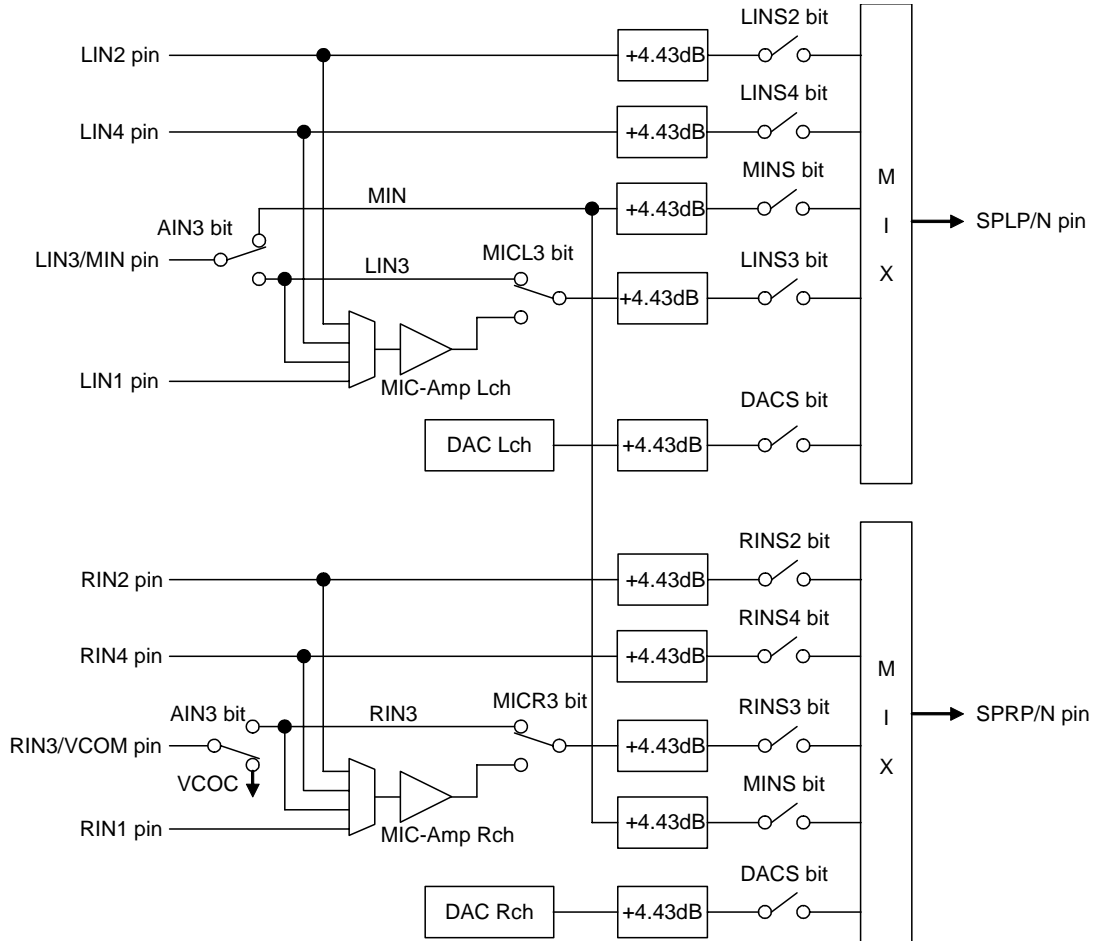 LINS2 bit
LIN2 pin
+4.43dB
LINS4 bit
LIN4 pin
+4.43dB
MINS bit
MIN
+4.43dB
AIN3 bit
LIN3/MIN pin
LIN3
MICL3 bit
LINS3 bit
+4.43dB
LIN1 pin
MIC-Amp Lch
DACS bit
DAC Lch
+4.43dB
M
I
X
SPLP/N pin
RINS2 bit
RIN2 pin
+4.43dB
RINS4 bit
RIN4 pin
+4.43dB
AIN3 bit
RIN3
MICR3 bit
RINS3 bit
RIN3/VCOM pin
+4.43dB
VCOC
MINS bit
RIN1 pin
MIC-Amp Rch
+4.43dB
DACS bit
DAC Rch
+4.43dB
M
I
X
SPRP/N pin